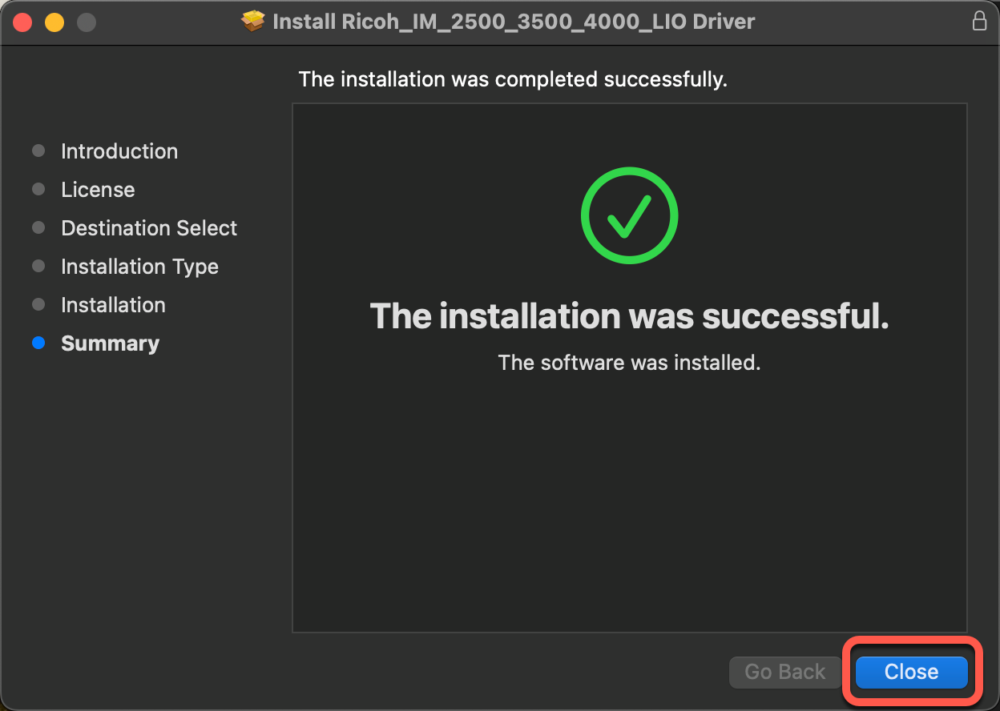 Install Ricoh_IM_2500_3500_4000_LIO Driver
The installation was completed successfully.
Introduction
License
Destination Select
Installation Type
Installation
Summary
The installation was successful.
The software was installed.
Go Back
Close